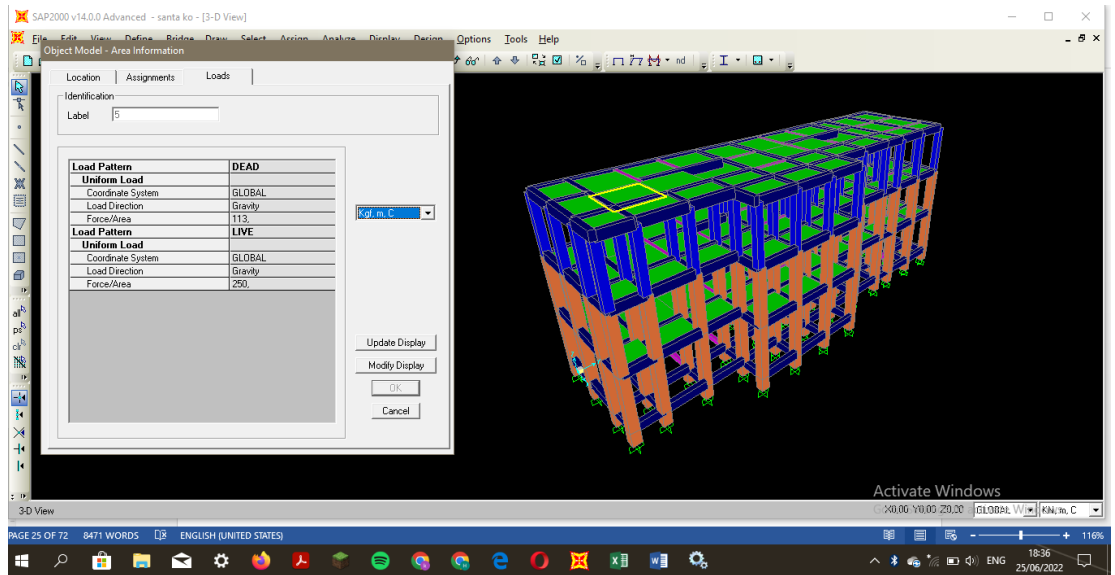 SAP2000 v14.0.0 Advanced - santa ko - [3-D View]
File Edit View Define Bridge Draw Select Assign Analyze Display Design Options Tools Help
Object Model - Area Information
nd
Location Assignments Loads
Identification
Label 5
Load Pattern DEAD
Uniform Load
Coordinate System GLOBAL
Load Direction Gravity
Force/Area 113,
Load Pattern LIVE
Uniform Load
Coordinate System GLOBAL
Load Direction Gravity
Force/Area 250,
Kgf, m, C
Update Display
Modify Display
OK
Cancel
all
ps
clr
Activate Windows
3-D View
X0,00 Y0,00 Z0,00 GLOBAL KN, m, C
PAGE 25 OF 72 8471 WORDS ENGLISH (UNITED STATES) 116%
ENG
18:36
25/06/2022